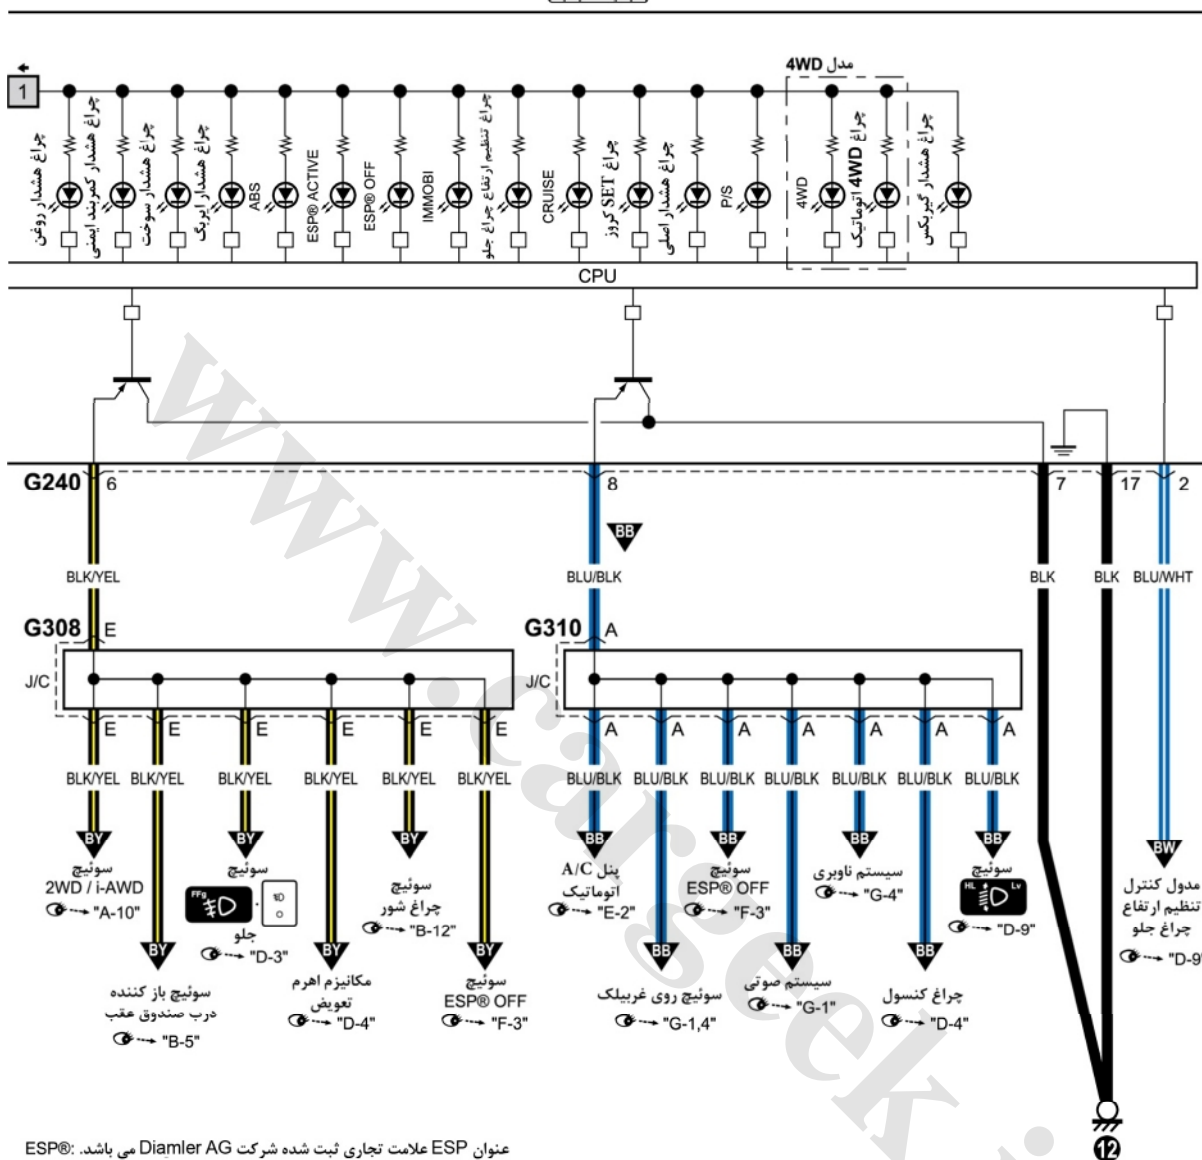 مدل 4WD
1
چراغ هشدار روغن
چراغ هشدار کمربند ایمنی
چراغ هشدار سوخت
چراغ هشدار ایربگ
ABS
ESP® ACTIVE
ESP® OFF
IMMOBI
چراغ تنظیم ارتفاع چراغ جلو
CRUISE
چراغ SET کروز
چراغ هشدار اصلی
P/S
4WD
چراغ 4WD اتوماتیک
چراغ هشدار گیربکس
CPU
G240 6 8 7 17 2
BB
BLK/YEL BLU/BLK BLK BLK BLU/WHT
G308 E G310 A
J/C J/C
E E E E E E A A A A A A A
BLK/YEL BLK/YEL BLK/YEL BLK/YEL BLK/YEL BLK/YEL BLU/BLK BLU/BLK BLU/BLK BLU/BLK BLU/BLK BLU/BLK BLU/BLK
BY
سوئیچ
2WD / i-AWD
"A-10"
BY
سوئیچ باز کننده
درب صندوق عقب
"B-5"
BY
سوئیچ
FFg
جلو
"D-3"
BY
مکانیزم اهرم
تعویض
"D-4"
BY
سوئیچ
چراغ شور
"B-12"
BY
سوئیچ
ESP® OFF
"F-3"
BB
پنل A/C
اتوماتیک
"E-2"
BB
سوئیچ روی غربیلک
"G-1,4"
BB
سوئیچ
ESP® OFF
"F-3"
BB
سیستم صوتی
"G-1"
BB
سیستم ناوبری
"G-4"
BB
چراغ کنسول
"D-4"
BB
سوئیچ
HL Lv
"D-9"
BW
مدول کنترل
تنظیم ارتفاع
چراغ جلو
"D-9"
12
عنوان ESP علامت تجاری ثبت شده شرکت Diamler AG می باشد. :ESP®
www.cargeek.i